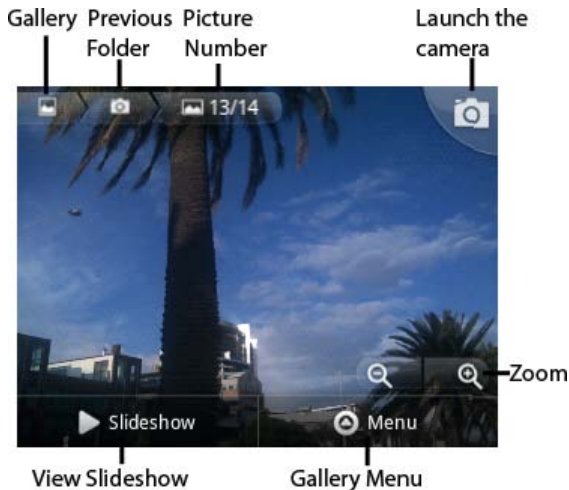 Gallery Previous Folder Picture Number Launch the camera
13/14
Zoom
Slideshow Menu
View Slideshow Gallery Menu